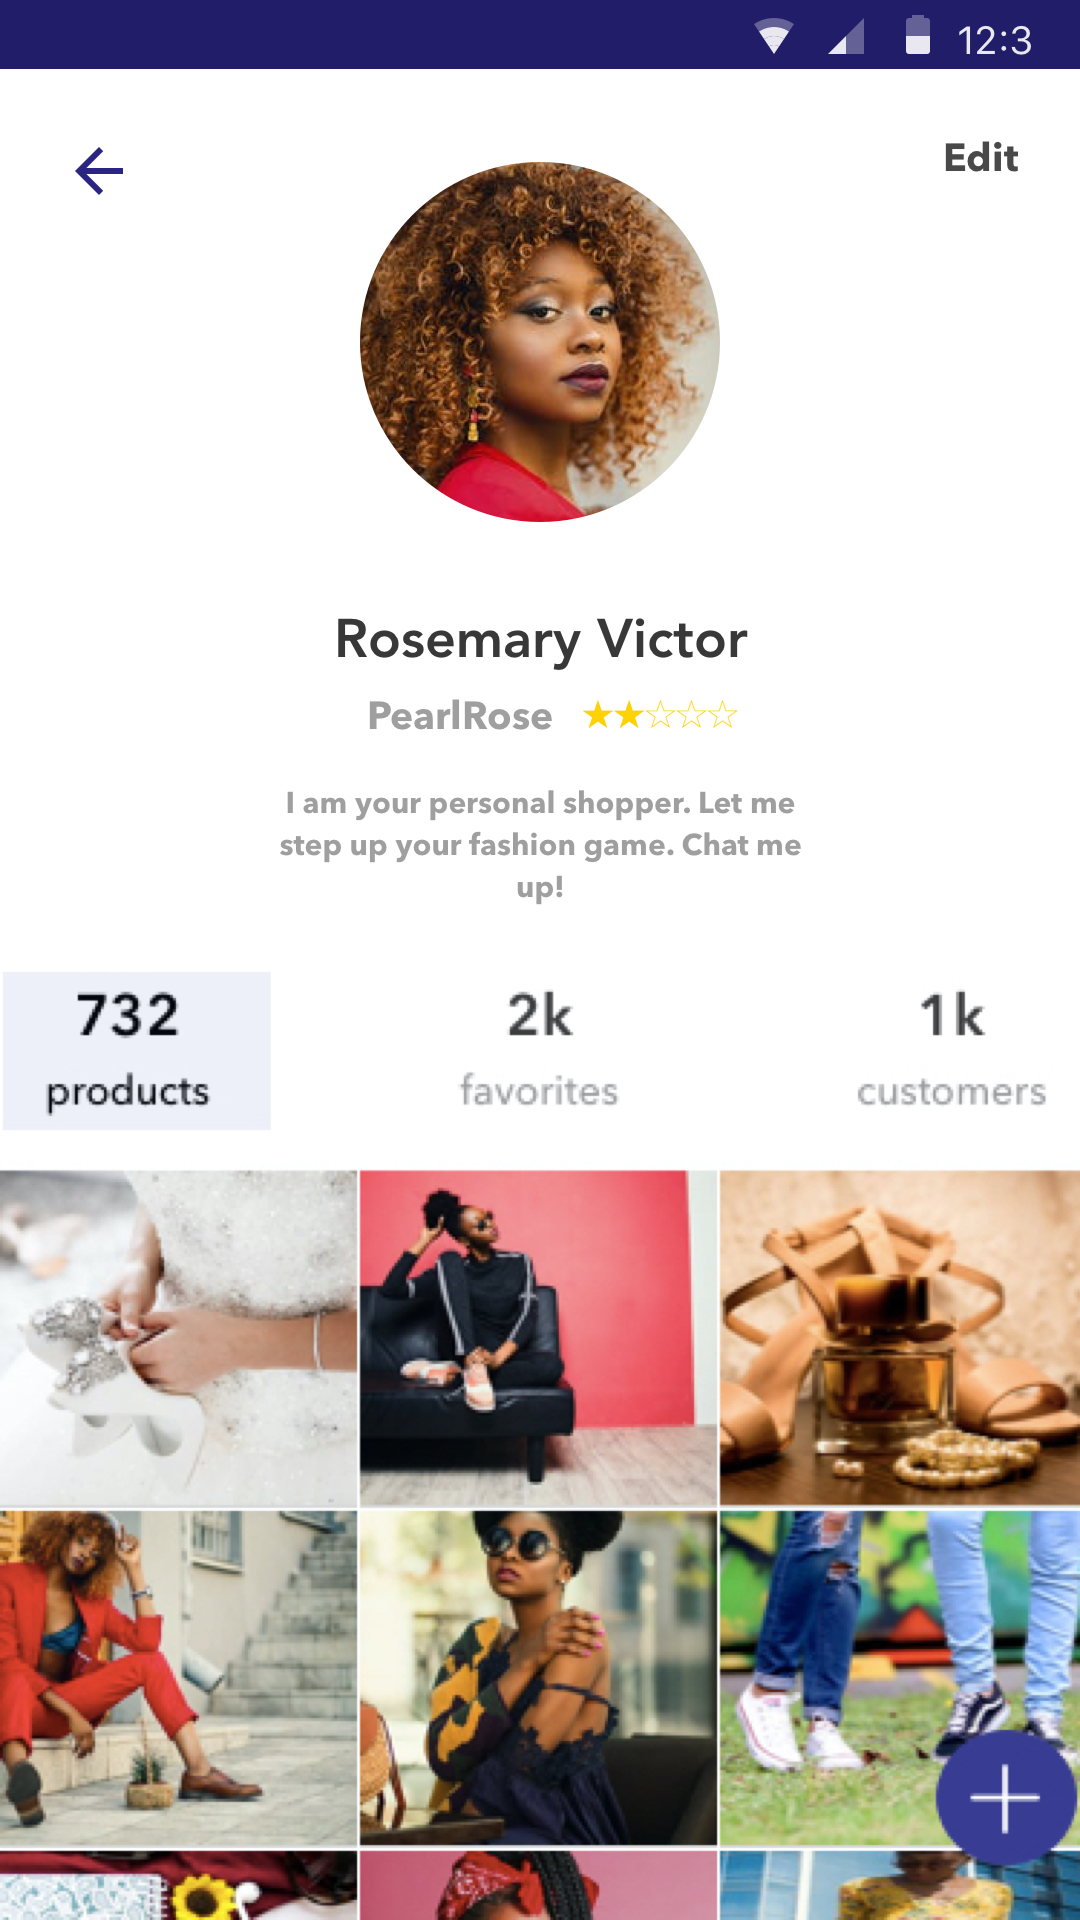 12:3
Edit
Rosemary Victor
PearlRose ★★☆☆☆
I am your personal shopper. Let me
step up your fashion game. Chat me
up!
732 2k 1k
products favorites customers